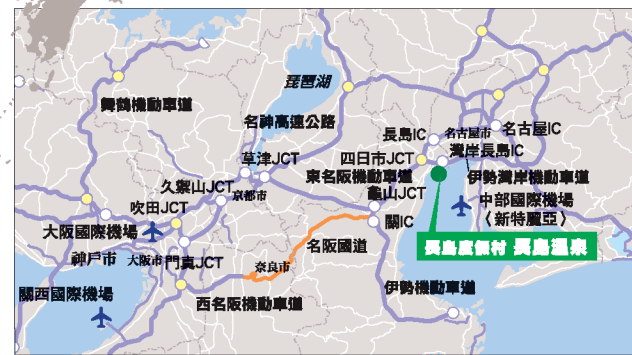 琵琶湖
舞鶴機動車道
名神高速公路
長島IC
名古屋市
名古屋IC
草津JCT
四日市JCT
灣岸長島IC
東名阪機動車道
伊勢灣岸機動車道
久禦山JCT
京都市
龜山JCT
中部國際機場
〈新特麗亞〉
吹田JCT
關IC
大阪國際機場
名阪國道
長島度假村 長島溫泉
神戶市
大阪市
門真JCT
奈良市
關西國際機場
西名阪機動車道
伊勢機動車道